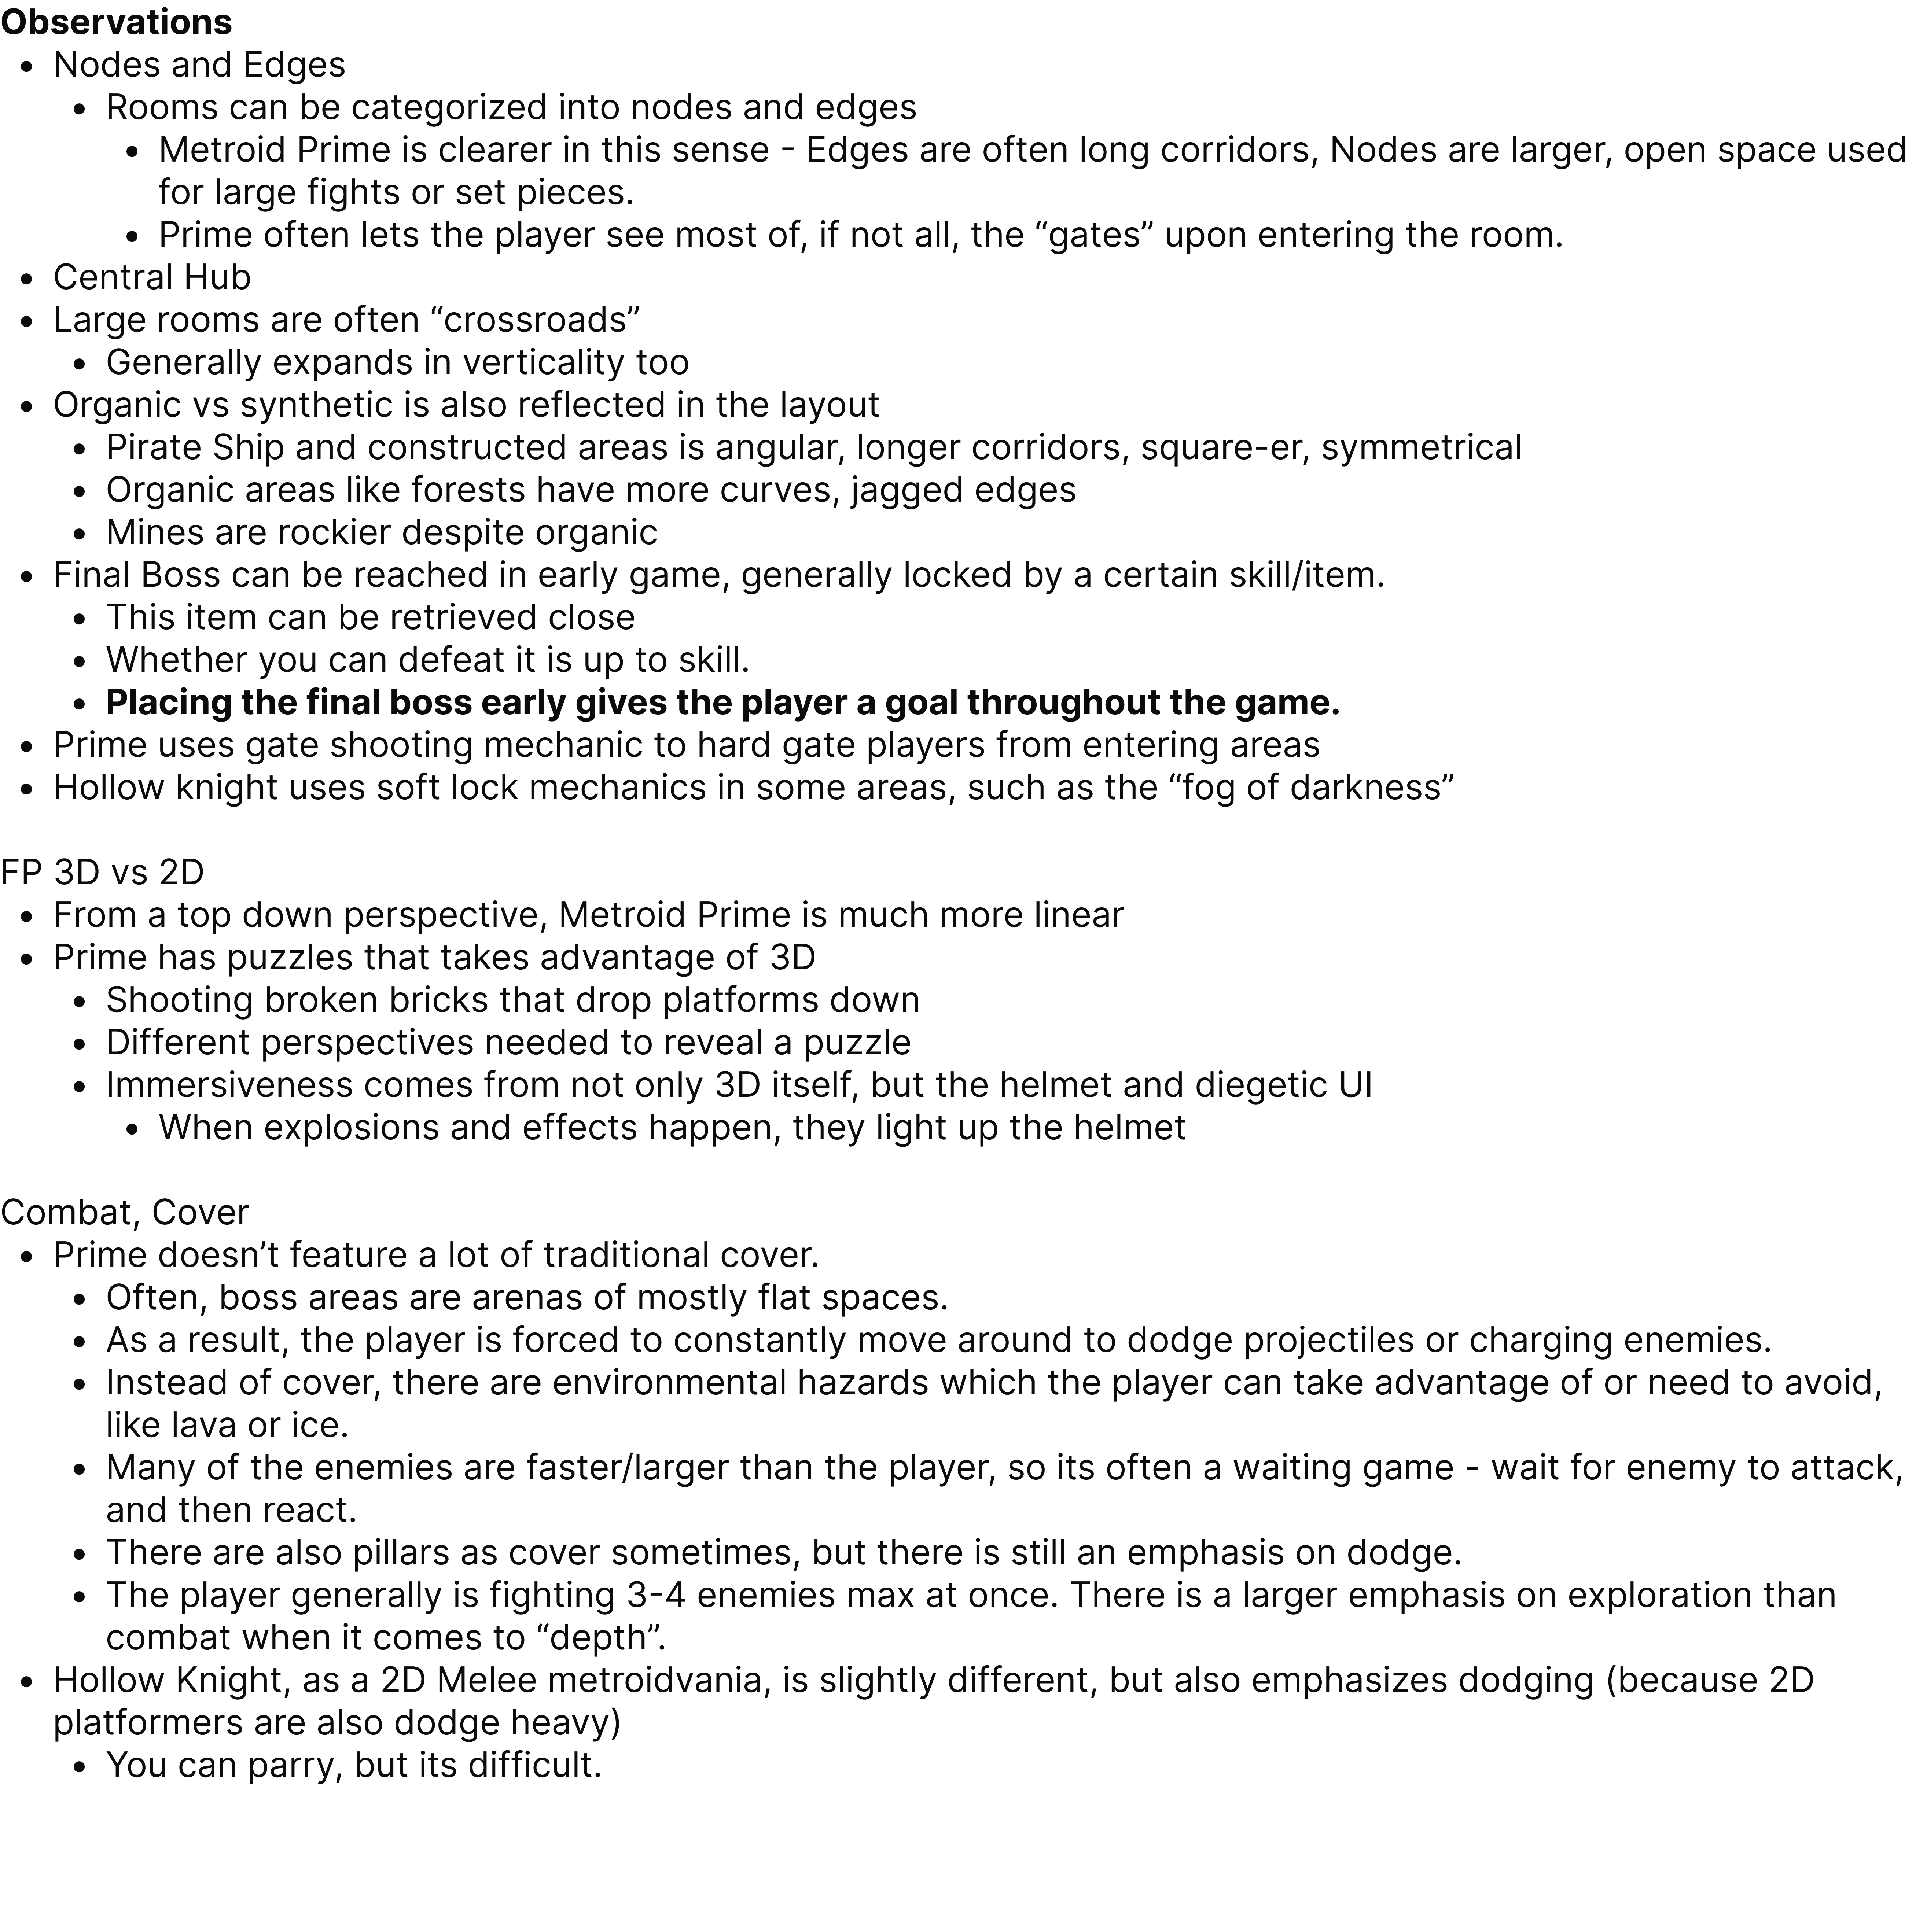 Observations
• Nodes and Edges
• Rooms can be categorized into nodes and edges
• Metroid Prime is clearer in this sense - Edges are often long corridors, Nodes are larger, open space used
for large fights or set pieces.
• Prime often lets the player see most of, if not all, the “gates” upon entering the room.
• Central Hub
• Large rooms are often “crossroads”
• Generally expands in verticality too
• Organic vs synthetic is also reflected in the layout
• Pirate Ship and constructed areas is angular, longer corridors, square-er, symmetrical
• Organic areas like forests have more curves, jagged edges
• Mines are rockier despite organic
• Final Boss can be reached in early game, generally locked by a certain skill/item.
• This item can be retrieved close
• Whether you can defeat it is up to skill.
• Placing the final boss early gives the player a goal throughout the game.
• Prime uses gate shooting mechanic to hard gate players from entering areas
• Hollow knight uses soft lock mechanics in some areas, such as the “fog of darkness”
FP 3D vs 2D
• From a top down perspective, Metroid Prime is much more linear
• Prime has puzzles that takes advantage of 3D
• Shooting broken bricks that drop platforms down
• Different perspectives needed to reveal a puzzle
• Immersiveness comes from not only 3D itself, but the helmet and diegetic UI
• When explosions and effects happen, they light up the helmet
Combat, Cover
• Prime doesn’t feature a lot of traditional cover.
• Often, boss areas are arenas of mostly flat spaces.
• As a result, the player is forced to constantly move around to dodge projectiles or charging enemies.
• Instead of cover, there are environmental hazards which the player can take advantage of or need to avoid,
like lava or ice.
• Many of the enemies are faster/larger than the player, so its often a waiting game - wait for enemy to attack,
and then react.
• There are also pillars as cover sometimes, but there is still an emphasis on dodge.
• The player generally is fighting 3-4 enemies max at once. There is a larger emphasis on exploration than
combat when it comes to “depth”.
• Hollow Knight, as a 2D Melee metroidvania, is slightly different, but also emphasizes dodging (because 2D
platformers are also dodge heavy)
• You can parry, but its difficult.